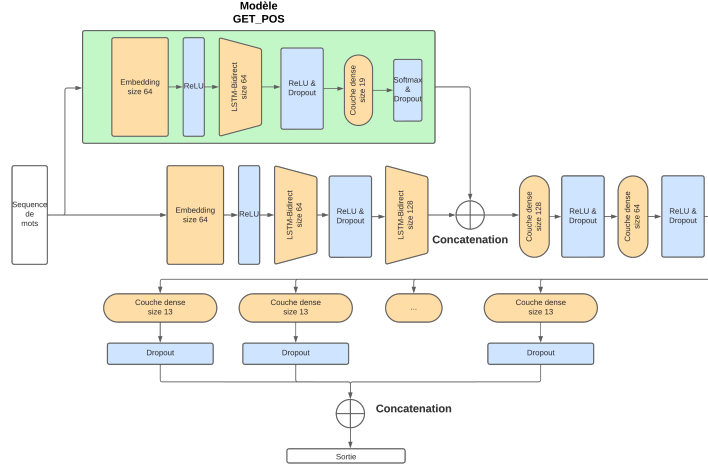 Modèle
GET_POS
Embedding
size 64
ReLU
LSTM-Bidirect
size 64
ReLU &
Dropout
Couche dense
size 19
Softmax
&
Dropout
Sequence
de
mots
Embedding
size 64
ReLU
LSTM-Bidirect
size 64
ReLU &
Dropout
LSTM-Bidirect
size 128
Concatenation
Couche dense
size 128
ReLU &
Dropout
Couche dense
size 64
ReLU &
Dropout
Couche dense
size 13
Couche dense
size 13
...
Couche dense
size 13
Dropout
Dropout
Dropout
Concatenation
Sortie